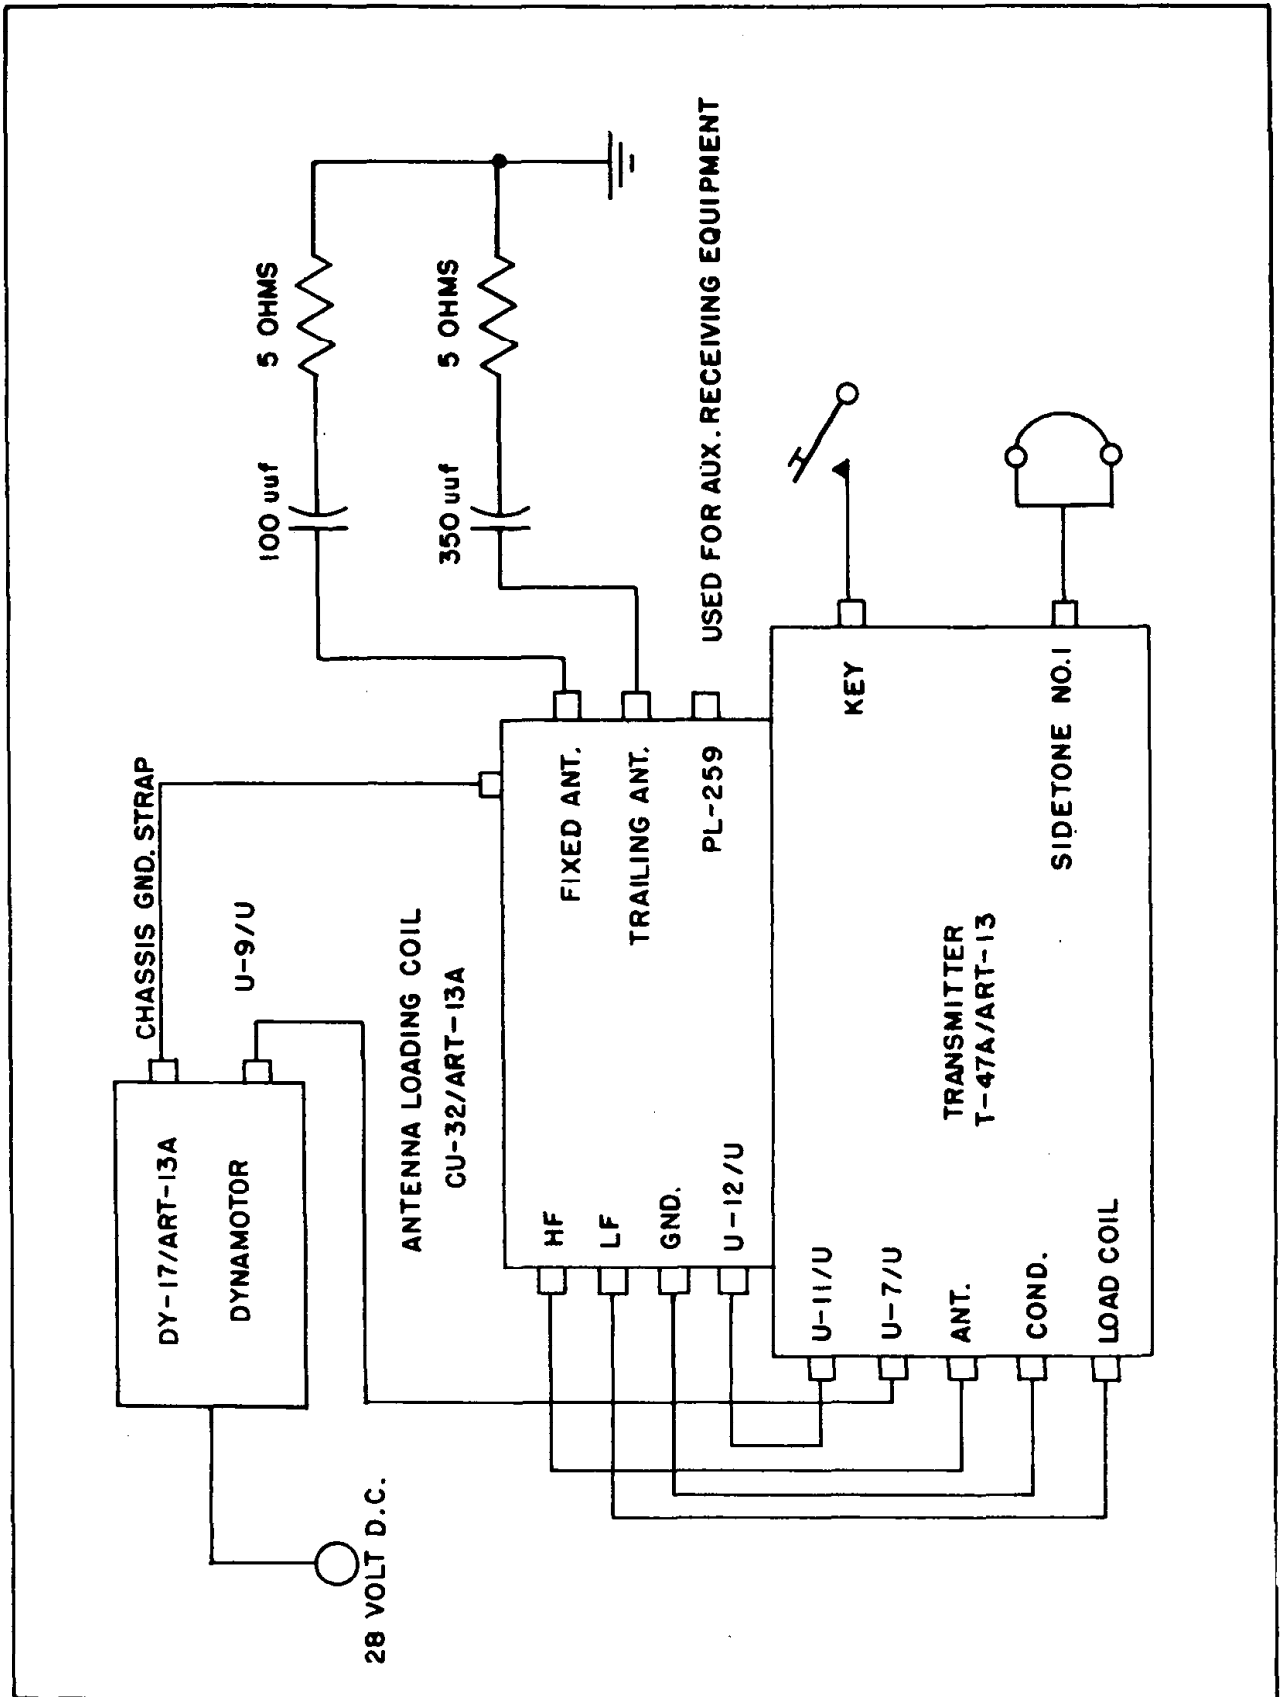 28 VOLT D.C.
DY-17/ART-13A
DYNAMOTOR
CHASSIS GND. STRAP
U-9/U
100 uuf
5 OHMS
350 uuf
5 OHMS
ANTENNA LOADING COIL
CU-32/ART-13A
HF
LF
GND.
U-12/U
FIXED ANT.
TRAILING ANT.
PL-259
USED FOR AUX. RECEIVING EQUIPMENT
U-11/U
U-7/U
ANT.
COND.
LOAD COIL
TRANSMITTER
T-47A/ART-13
KEY
SIDETONE NO.1